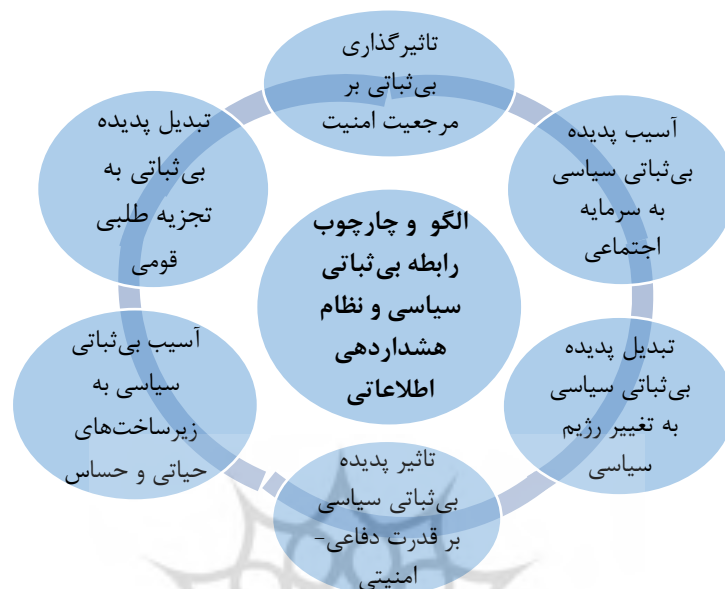 تاثیرگذاری
بی‌ثباتی بر
مرجعیت امنیت
آسیب پدیده
بی‌ثباتی سیاسی
به سرمایه
اجتماعی
تبدیل پدیده
بی‌ثباتی سیاسی
به تغییر رژیم
سیاسی
تاثیر پدیده
بی‌ثباتی سیاسی
بر قدرت دفاعی-
امنیتی
آسیب بی‌ثباتی
سیاسی به
زیرساخت‌های
حیاتی و حساس
تبدیل پدیده
بی‌ثباتی به
تجزیه طلبی
قومی
الگو و چارچوب
رابطه بی‌ثباتی
سیاسی و نظام
هشداردهی
اطلاعاتی